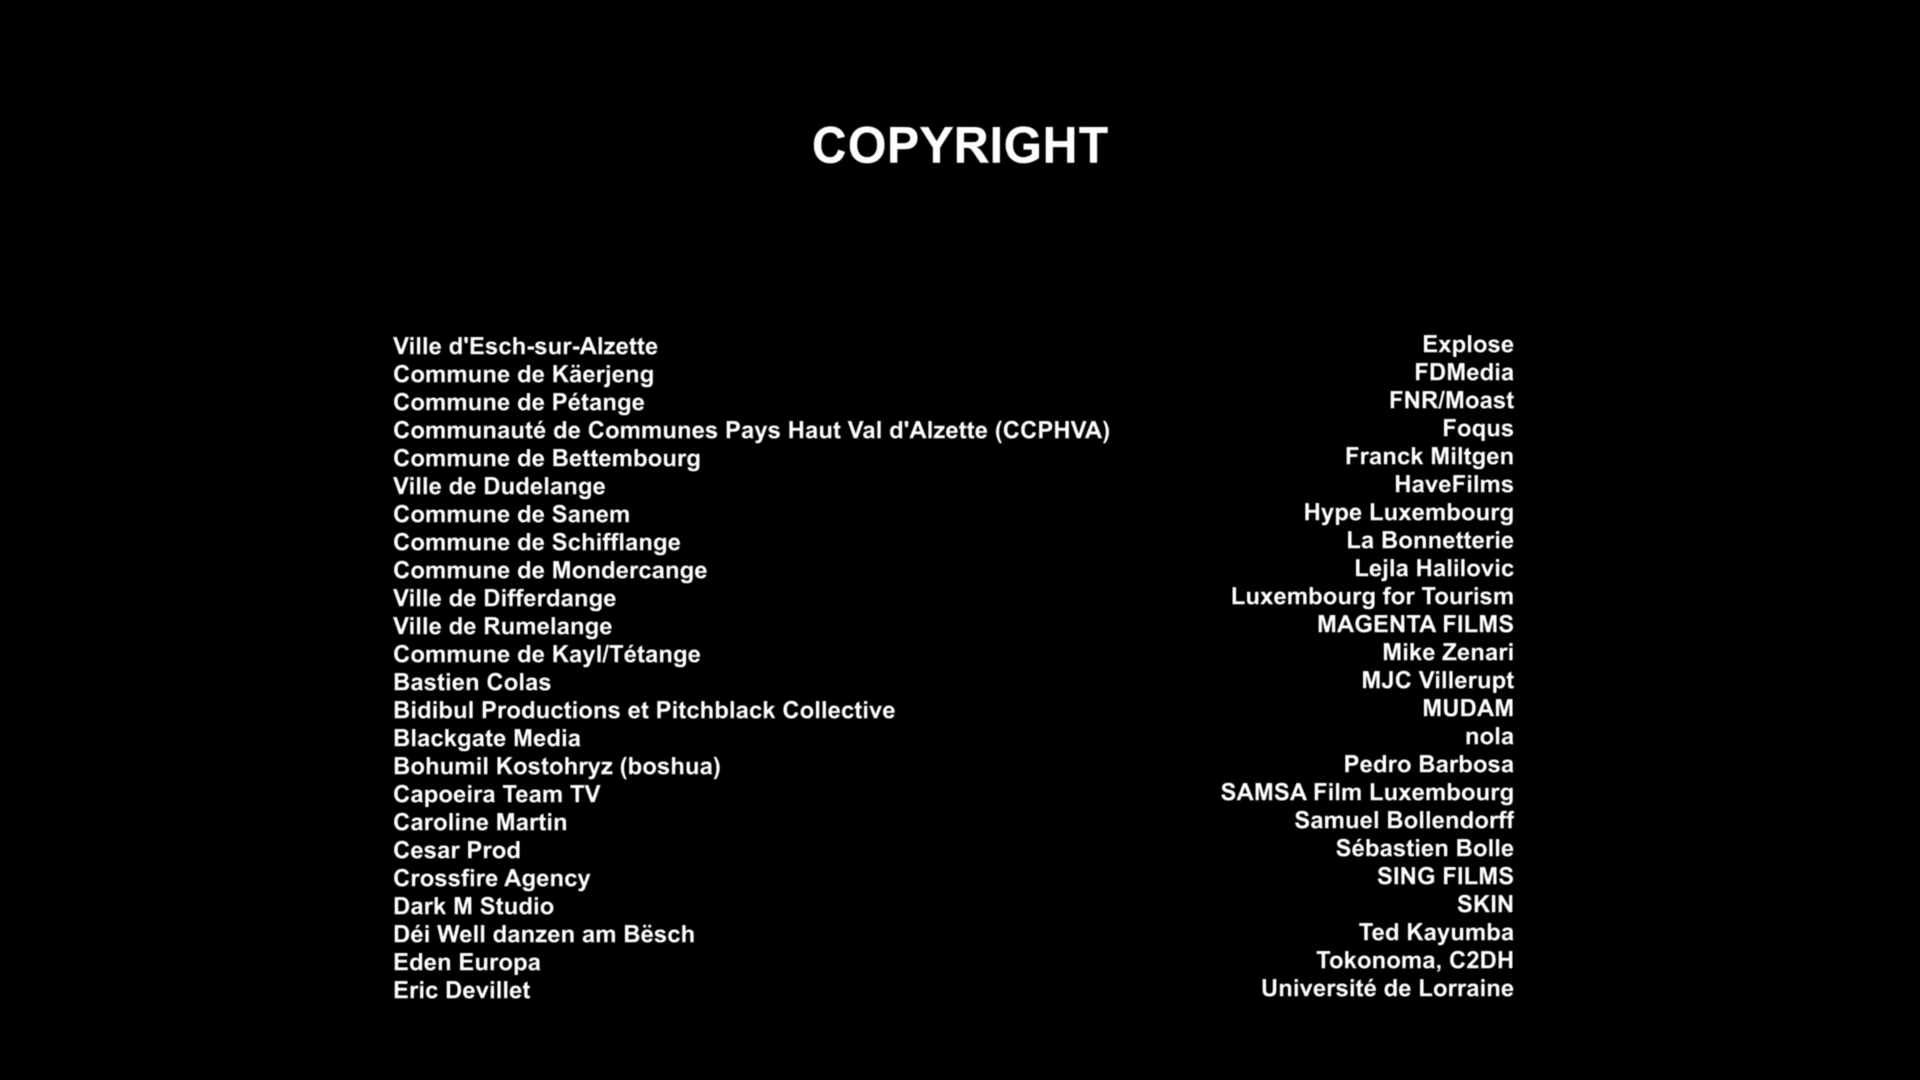 COPYRIGHT
Ville d'Esch-sur-Alzette
Commune de Käerjeng
Commune de Pétange
Communauté de Communes Pays Haut Val d'Alzette (CCPHVA)
Commune de Bettembourg
Ville de Dudelange
Commune de Sanem
Commune de Schifflange
Commune de Mondercange
Ville de Differdange
Ville de Rumelange
Commune de Kayl/Tétange
Bastien Colas
Bidibul Productions et Pitchblack Collective
Blackgate Media
Bohumil Kostohryz (boshua)
Capoeira Team TV
Caroline Martin
Cesar Prod
Crossfire Agency
Dark M Studio
Déi Well danzen am Bësch
Eden Europa
Eric Devillet
Explose
FDMedia
FNR/Moast
Foqus
Franck Miltgen
HaveFilms
Hype Luxembourg
La Bonnetterie
Lejla Halilovic
Luxembourg for Tourism
MAGENTA FILMS
Mike Zenari
MJC Villerupt
MUDAM
nola
Pedro Barbosa
SAMSA Film Luxembourg
Samuel Bollendorff
Sébastien Bolle
SING FILMS
SKIN
Ted Kayumba
Tokonoma, C2DH
Université de Lorraine